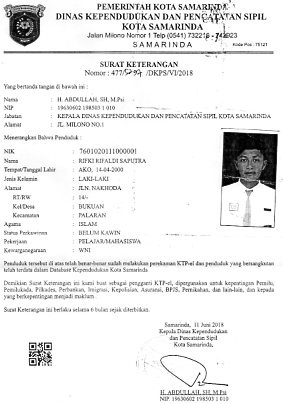 PEMERINTAH KOTA SAMARINDA
DINAS KEPENDUDUKAN DAN PENCATATAN SIPIL
KOTA SAMARINDA
Jalan Milono Nomor 1 Telp (0541)
SAMARINDA
Kode Pos : 75121
SURAT KETERANGAN
Nomor : 477/ /DKPS/VI/2018
Yang bertanda tangan di bawah ini :
Nama : H. ABDULLAH, SH, M.Psi
NIP : 19630602 198503 1 010
Jabatan : KEPALA DINAS KEPENDUDUKAN DAN PENCATATAN SIPIL KOTA SAMARINDA
Alamat : JL. MILONO NO.1
Menerangkan Bahwa Penduduk :
NIK : 7601020111000001
Nama : RIFKI RIFALDI SAPUTRA
Tempat/Tanggal Lahir : AKO, 14-04-2000
Jenis Kelamin : LAKI-LAKI
Alamat : JLN. NAKHODA
RT/RW : 14/-
Kel/Desa : BUKUAN
Kecamatan : PALARAN
Agama : ISLAM
Status Perkawinan : BELUM KAWIN
Pekerjaan : PELAJAR/MAHASISWA
Kewarganegaraan : WNI
Penduduk tersebut di atas telah benar-benar sudah melakukan perekaman KTP-el dan penduduk yang bersangkutan
telah terdata dalam Database Kependudukan Kota Samarinda
Demikian Surat Keterangan ini kami buat sebagai pengganti KTP-el, dipergunakan untuk kepentingan Pemilu,
Pemilukada, Pilkades, Perbankan, Imigrasi, Kepolisian, Asuransi, BPJS, Pernikahan, dan lain-lain, dan kepada
yang berkepentingan menjadi maklum
Surat Keterangan ini berlaku selama 6 bulan sejak diterbitkan.
Samarinda, 11 Juni 2018
Kepala Dinas Kependudukan
dan Pencatatan Sipil
Kota Samarinda,
H. ABDULLAH, SH, M.Psi
NIP. 19630602 198503 1 010